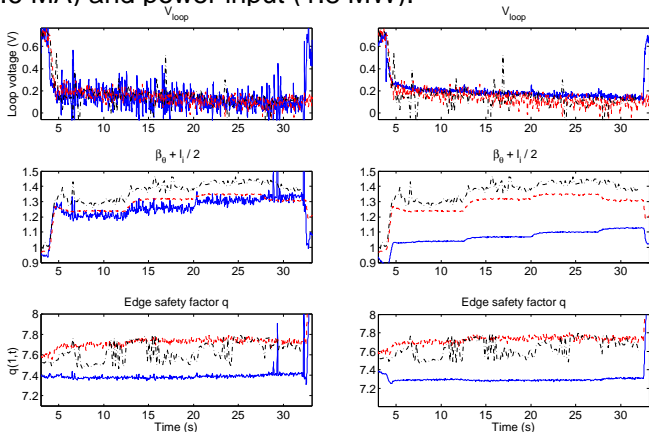 MA) and power input MW).
V_loop
V_loop
Loop voltage (V)
0.6
0.4
0.2
0
5 10 15 20 25 30
0.6
0.4
0.2
0
5 10 15 20 25 30
β_θ + l_i / 2
β_θ + l_i / 2
1.5
1.4
1.3
1.2
1.1
1
0.9
5 10 15 20 25 30
1.5
1.4
1.3
1.2
1.1
1
0.9
5 10 15 20 25 30
Edge safety factor q
Edge safety factor q
q(1,t)
8
7.8
7.6
7.4
7.2
5 10 15 20 25 30
Time (s)
8
7.8
7.6
7.4
7.2
5 10 15 20 25 30
Time (s)